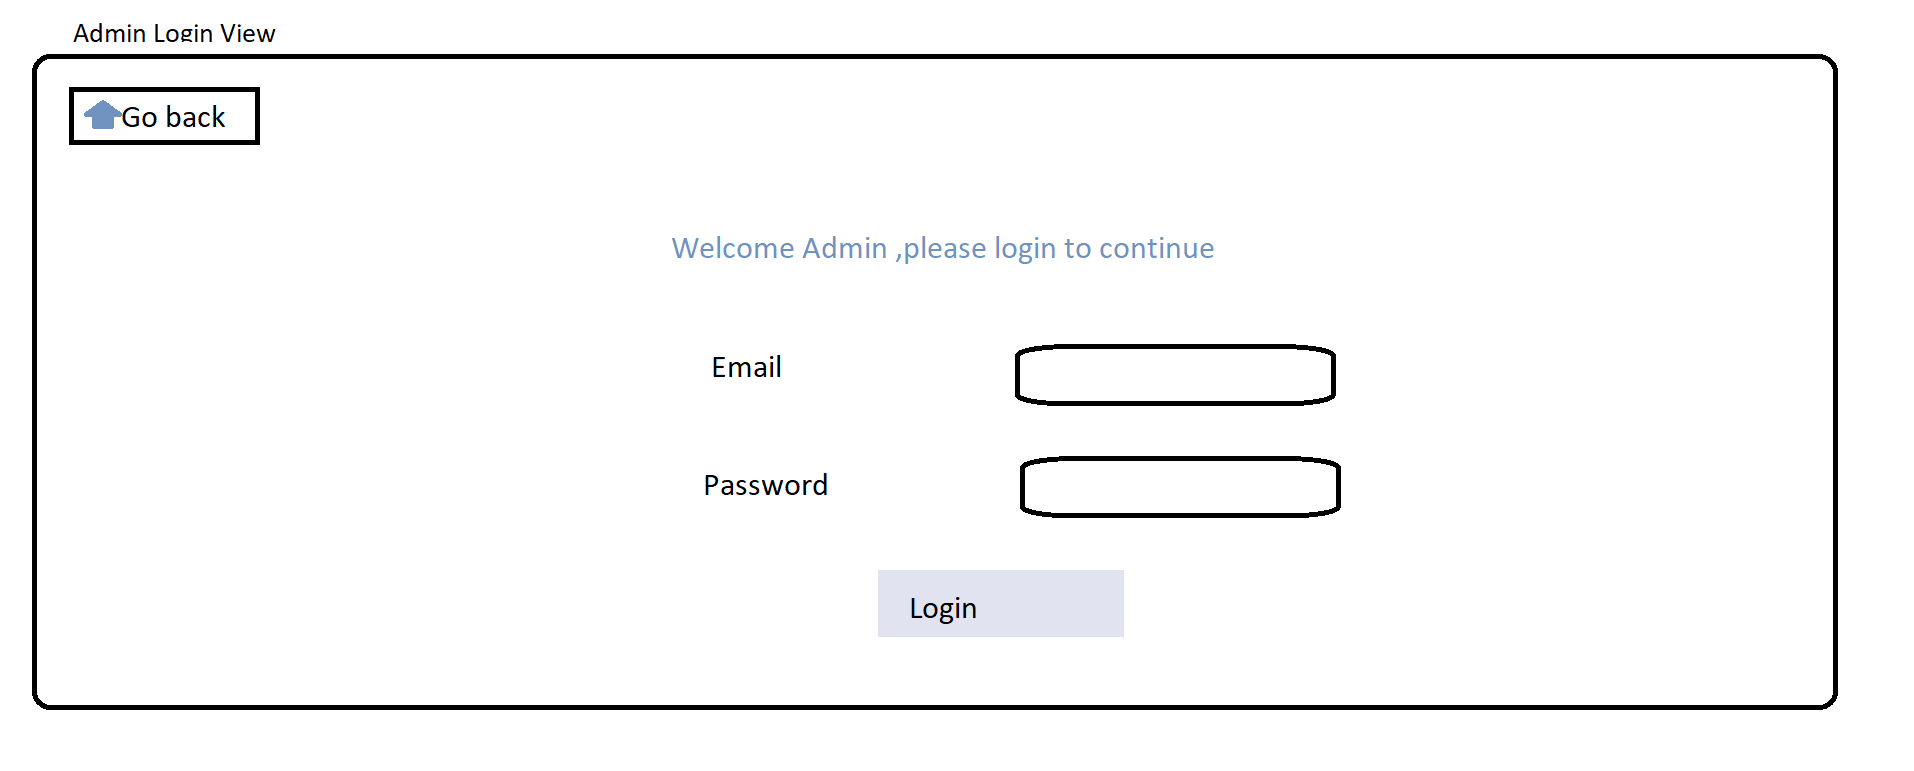 Admin Login View
Go back
Welcome Admin ,please login to continue
Email
Password
Login